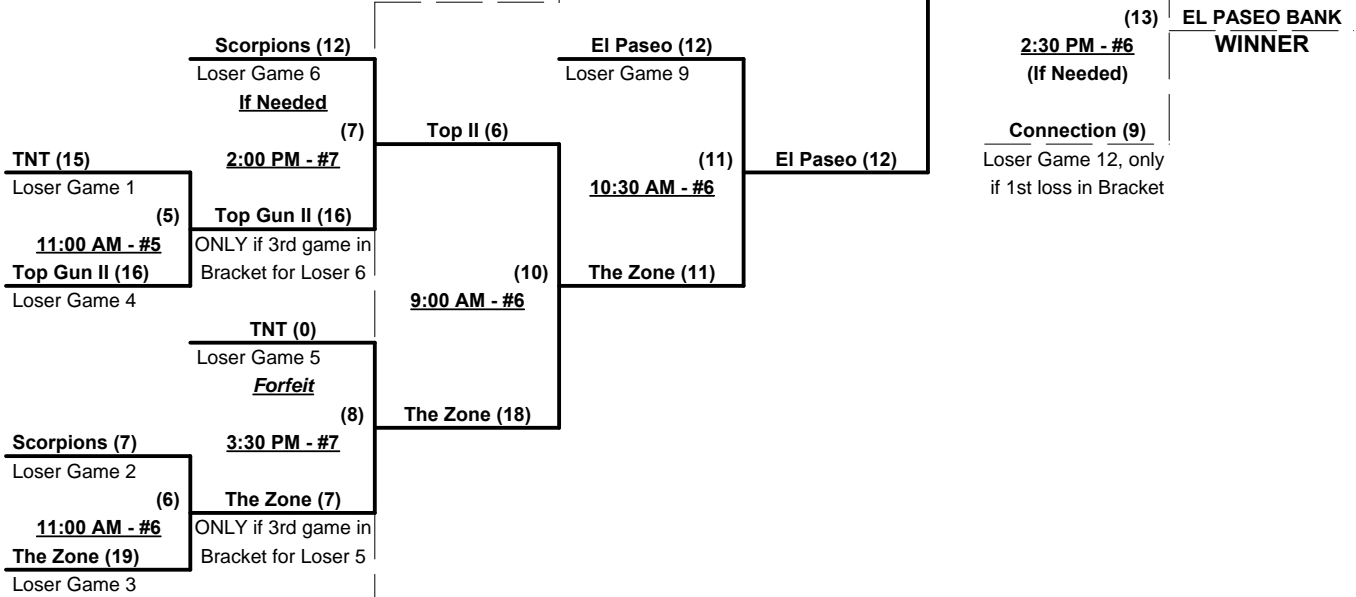 (13)
EL PASEO BANK
Scorpions (12)
El Paseo (12)
2:30 PM - #6
WINNER
Loser Game 6
Loser Game 9
(If Needed)
If Needed
(7)
Top II (6)
Connection (9)
TNT (15)
2:00 PM - #7
(11)
El Paseo (12)
Loser Game 12, only
Loser Game 1
10:30 AM - #6
if 1st loss in Bracket
(5)
Top Gun II (16)
11:00 AM - #5
ONLY if 3rd game in
Top Gun II (16)
Bracket for Loser 6
(10)
The Zone (11)
Loser Game 4
9:00 AM - #6
TNT (0)
Loser Game 5
Forfeit
(8)
The Zone (18)
Scorpions (7)
3:30 PM - #7
Loser Game 2
(6)
The Zone (7)
11:00 AM - #6
ONLY if 3rd game in
The Zone (19)
Bracket for Loser 5
Loser Game 3